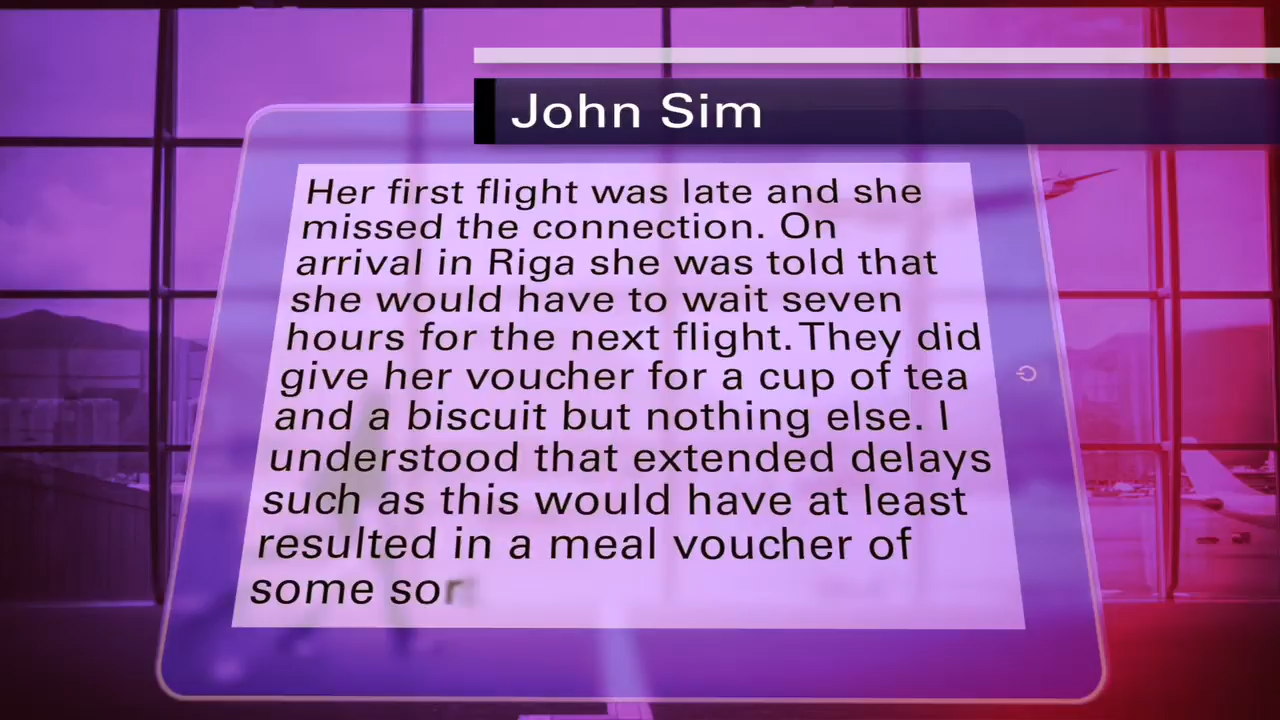 John Sim
Her first flight was late and she
missed the connection. On
arrival in Riga she was told that
she would have to wait seven
hours for the next flight. They did
give her voucher for a cup of tea
and a biscuit but nothing else. I
understood that extended delays
such as this would have at least
resulted in a meal voucher of
some sor